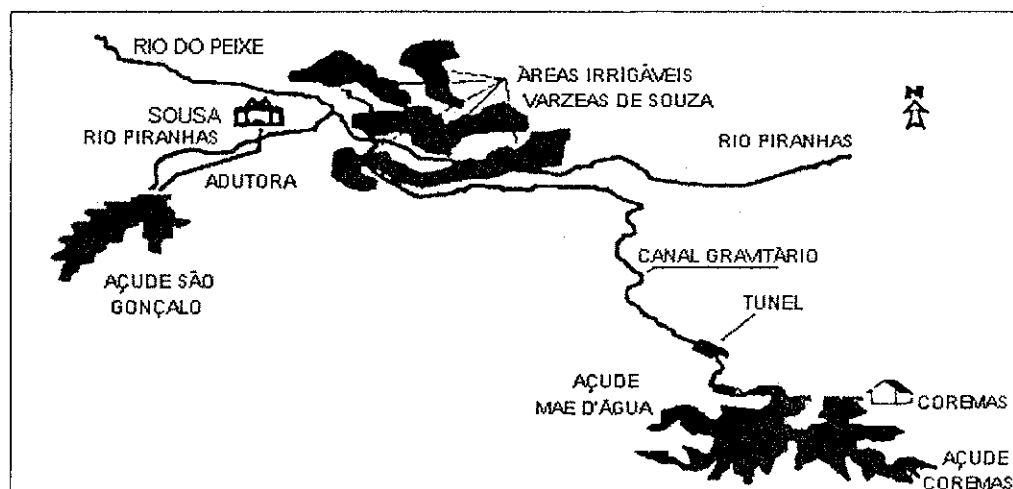 RIO DO PEIXE
ÁREAS IRRIGÁVEIS
VARZEAS DE SOUZA
N
SOUSA
RIO PIRANHAS
RIO PIRANHAS
ADUTORA
CANAL GRAVITÁRIO
AÇUDE SÃO
GONÇALO
TUNEL
AÇUDE
MAE D'ÁGUA
COREMAS
AÇUDE
COREMAS